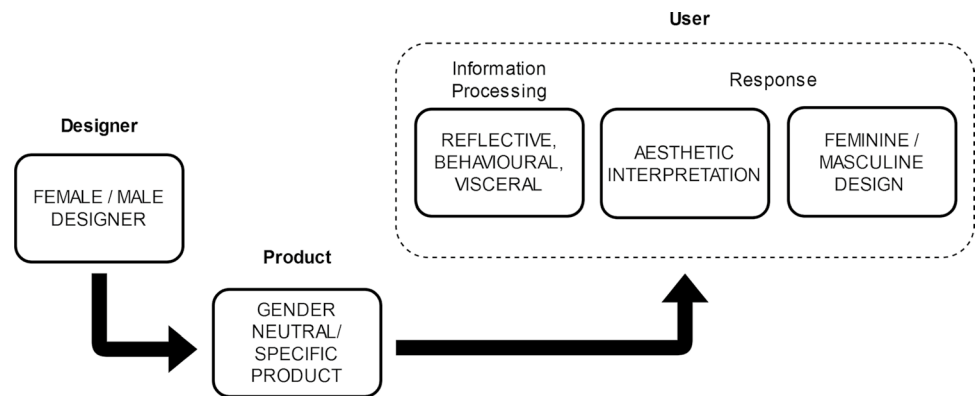 User
Information
Processing
Response
REFLECTIVE,
BEHAVIOURAL,
VISCERAL
AESTHETIC
INTERPRETATION
FEMININE /
MASCULINE
DESIGN
Designer
FEMALE / MALE
DESIGNER
Product
GENDER
NEUTRAL/
SPECIFIC
PRODUCT